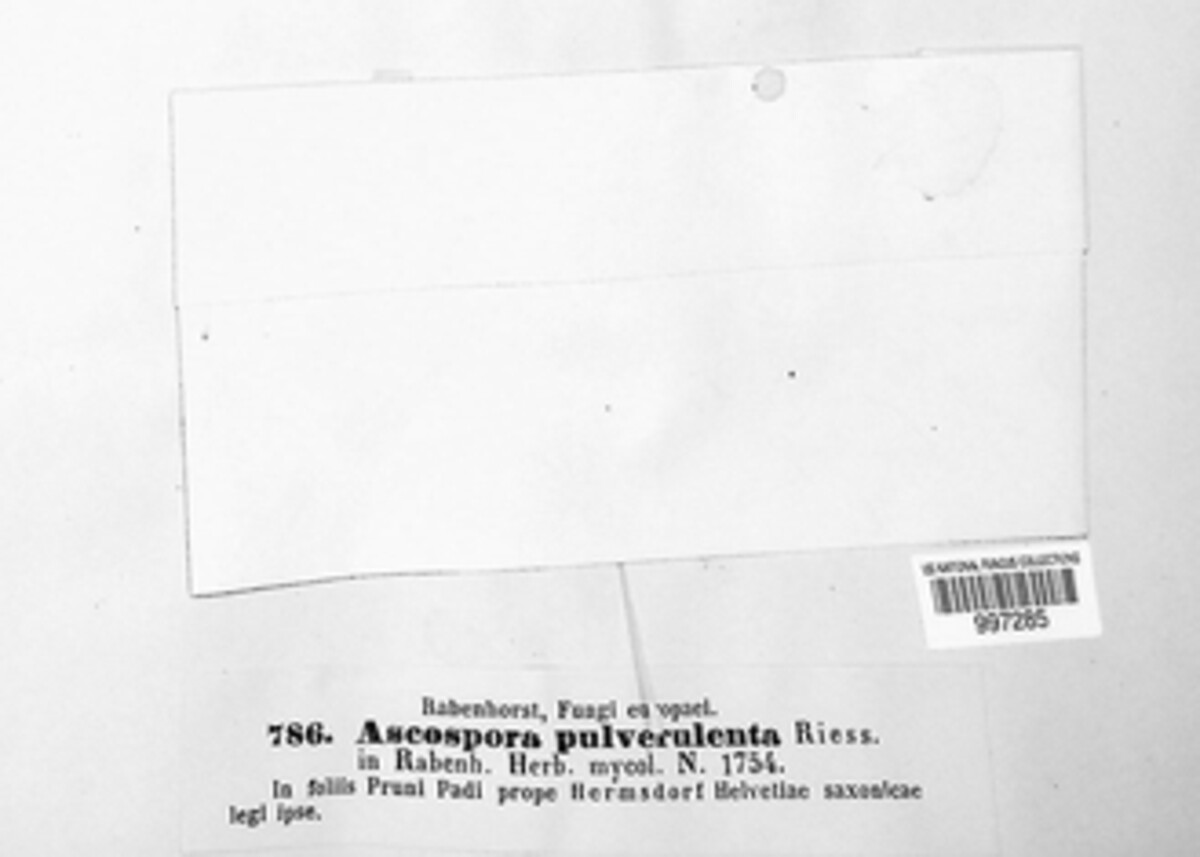 US NATIONAL FUNGUS COLLECTIONS
997285
Rabenhorst, Fungi europaei.
786. Ascospora pulverulenta Riess.
in Rabenh. Herb. mycol. N. 1754.
In foliis Pruni Padi prope Hermsdorf Helvetiae saxonicae
legi ipse.